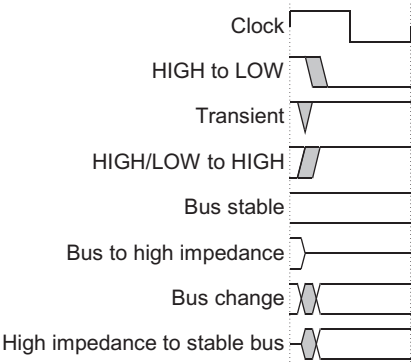 Clock
HIGH to LOW
Transient
HIGH/LOW to HIGH
Bus stable
Bus to high impedance
Bus change
High impedance to stable bus